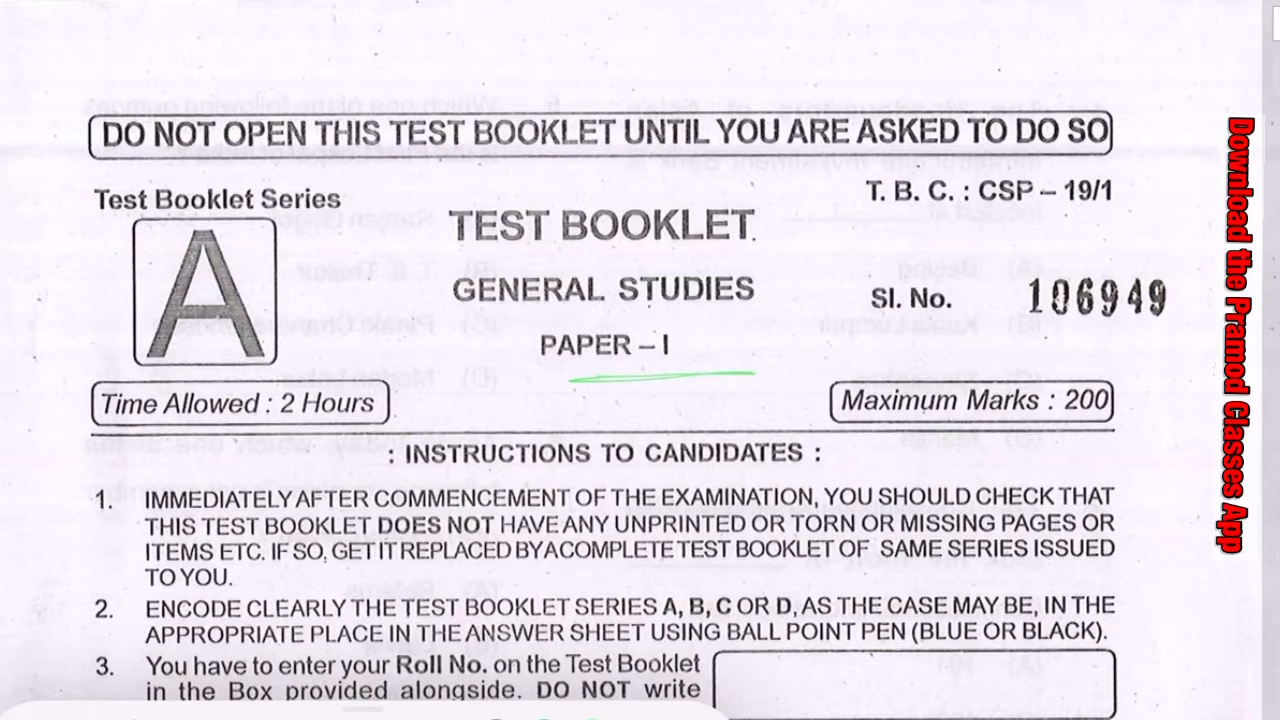 DO NOT OPEN THIS TEST BOOKLET UNTIL YOU ARE ASKED TO DO SO
T. B. C. : CSP – 19/1
Test Booklet Series
A
TEST BOOKLET
GENERAL STUDIES
PAPER – I
Sl. No. 106949
Time Allowed : 2 Hours
Maximum Marks : 200
: INSTRUCTIONS TO CANDIDATES :
1. IMMEDIATELY AFTER COMMENCEMENT OF THE EXAMINATION, YOU SHOULD CHECK THAT
THIS TEST BOOKLET DOES NOT HAVE ANY UNPRINTED OR TORN OR MISSING PAGES OR
ITEMS ETC. IF SO, GET IT REPLACED BY A COMPLETE TEST BOOKLET OF SAME SERIES ISSUED
TO YOU.
2. ENCODE CLEARLY THE TEST BOOKLET SERIES A, B, C OR D, AS THE CASE MAY BE, IN THE
APPROPRIATE PLACE IN THE ANSWER SHEET USING BALL POINT PEN (BLUE OR BLACK).
3. You have to enter your Roll No. on the Test Booklet
in the Box provided alongside. DO NOT write
Download the Pramod Classes App